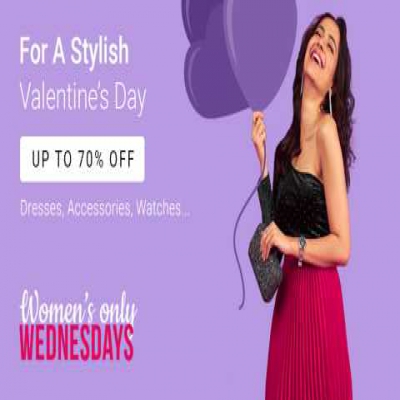 For A Stylish
Valentine's Day
UP TO 70% OFF
Dresses, Accessories, Watches...
Women's only
WEDNESDAYS